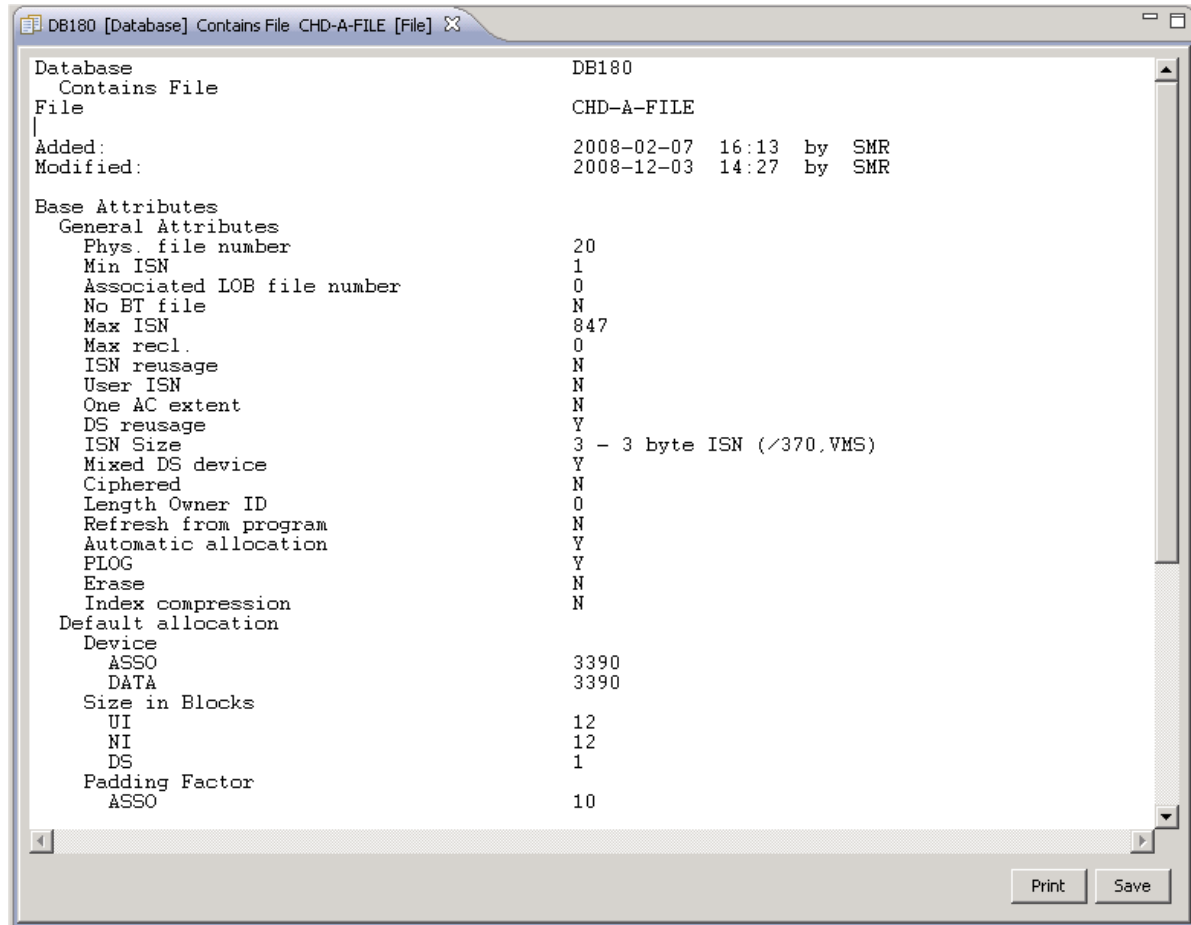 DB180 [Database] Contains File CHD-A-FILE [File]
Database DB180
Contains File
File CHD-A-FILE
Added: 2008-02-07 16:13 by SMR
Modified: 2008-12-03 14:27 by SMR
Base Attributes
General Attributes
Phys. file number 20
Min ISN 1
Associated LOB file number 0
No BT file N
Max ISN 847
Max recl. 0
ISN reusage N
User ISN N
One AC extent N
DS reusage Y
ISN Size 3 - 3 byte ISN (/370,VMS)
Mixed DS device Y
Ciphered N
Length Owner ID 0
Refresh from program N
Automatic allocation Y
PLOG Y
Erase N
Index compression N
Default allocation
Device
ASSO 3390
DATA 3390
Size in Blocks
UI 12
NI 12
DS 1
Padding Factor
ASSO 10
Print Save